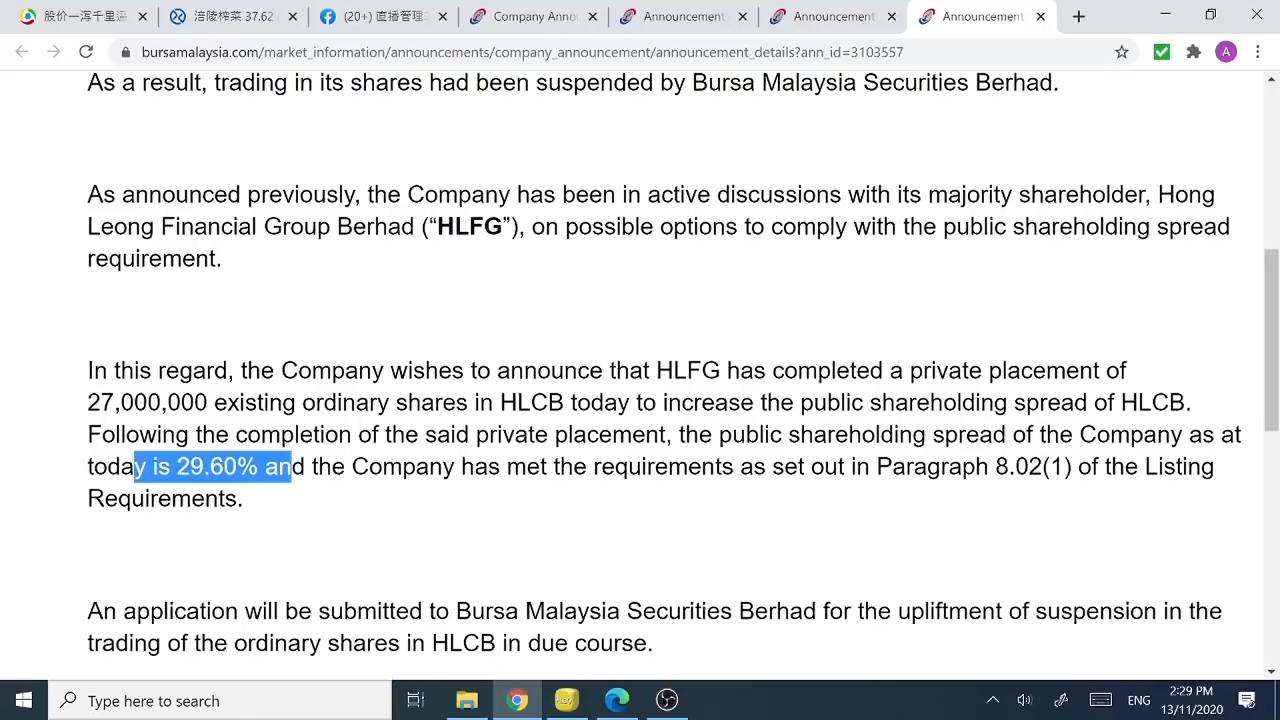 股价一泻千里逼
涪陵榨菜 37.62
(20+) 直播管理
Company Anno
Announcement
Announcement
Announcement
bursamalaysia.com/market_information/announcements/company_announcement/announcement_details?ann_id=3103557
A
As a result, trading in its shares had been suspended by Bursa Malaysia Securities Berhad.
As announced previously, the Company has been in active discussions with its majority shareholder, Hong
Leong Financial Group Berhad (“HLFG”), on possible options to comply with the public shareholding spread
requirement.
In this regard, the Company wishes to announce that HLFG has completed a private placement of
27,000,000 existing ordinary shares in HLCB today to increase the public shareholding spread of HLCB.
Following the completion of the said private placement, the public shareholding spread of the Company as at
today is 29.60% and the Company has met the requirements as set out in Paragraph 8.02(1) of the Listing
Requirements.
An application will be submitted to Bursa Malaysia Securities Berhad for the upliftment of suspension in the
trading of the ordinary shares in HLCB in due course.
Type here to search
ENG
2:29 PM
13/11/2020